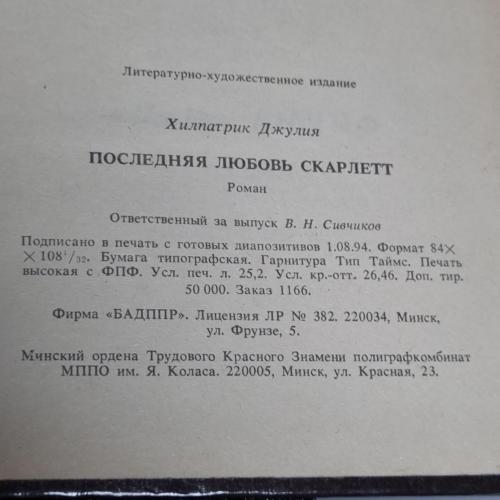 Литературно-художественное издание
Хилпатрик Джулия
ПОСЛЕДНЯЯ ЛЮБОВЬ СКАРЛЕТТ
Роман
Ответственный за выпуск В. Н. Сивчиков
Подписано в печать с готовых диапозитивов 1.08.94. Формат 84×
×108¹/₃₂. Бумага типографская. Гарнитура Тип Таймс. Печать
высокая с ФПФ. Усл. печ. л. 25,2. Усл. кр.-отт. 26,46. Доп. тир.
50 000. Заказ 1166.
Фирма «БАДППР». Лицензия ЛР № 382. 220034, Минск,
ул. Фрунзе, 5.
Минский ордена Трудового Красного Знамени полиграфкомбинат
МППО им. Я. Коласа. 220005, Минск, ул. Красная, 23.